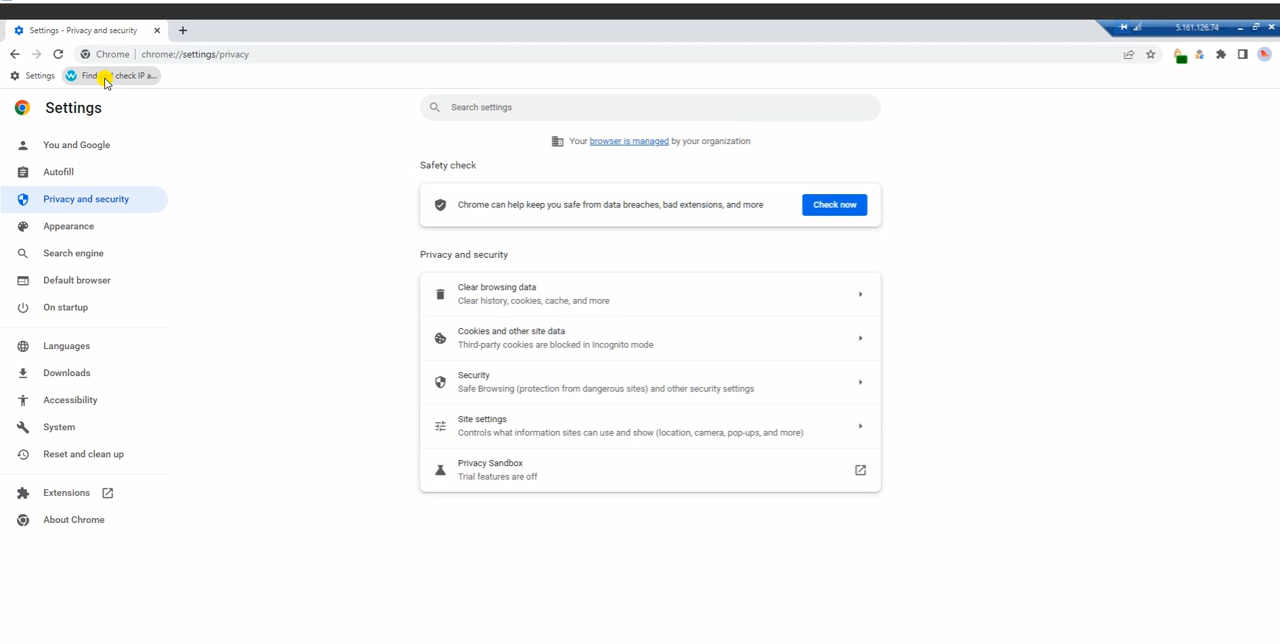 Settings - Privacy and security
5.161.126.74
Chrome chrome://settings/privacy
Settings Find check IP a...
Settings
Search settings
Your browser is managed by your organization
You and Google
Autofill
Privacy and security
Appearance
Search engine
Default browser
On startup
Languages
Downloads
Accessibility
System
Reset and clean up
Extensions
About Chrome
Safety check
Chrome can help keep you safe from data breaches, bad extensions, and more
Check now
Privacy and security
Clear browsing data
Clear history, cookies, cache, and more
Cookies and other site data
Third-party cookies are blocked in Incognito mode
Security
Safe Browsing (protection from dangerous sites) and other security settings
Site settings
Controls what information sites can use and show (location, camera, pop-ups, and more)
Privacy Sandbox
Trial features are off